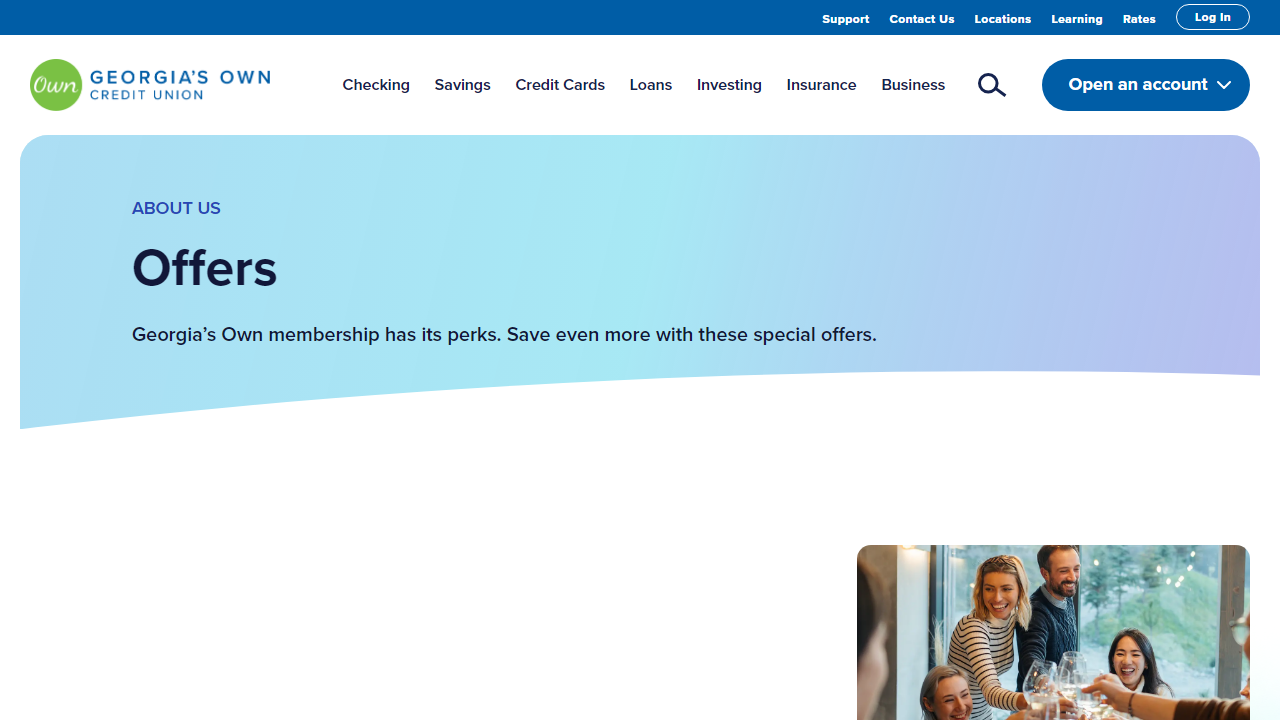 Support Contact Us Locations Learning Rates Log In
Own GEORGIA'S OWN
CREDIT UNION
Checking Savings Credit Cards Loans Investing Insurance Business Open an account
ABOUT US
Offers
Georgia’s Own membership has its perks. Save even more with these special offers.